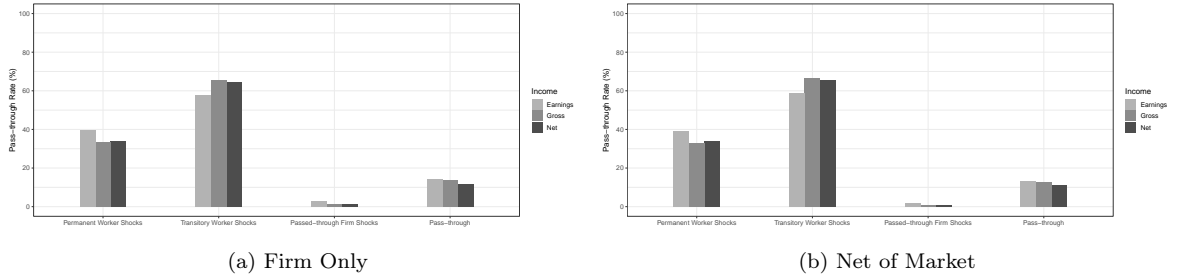 100
80
60
40
20
0
Pass−through Rate (%)
Permanent Worker Shocks
Transitory Worker Shocks
Passed−through Firm Shocks
Pass−through
Income
Earnings
Gross
Net
(a) Firm Only
100
80
60
40
20
0
Pass−through Rate (%)
Permanent Worker Shocks
Transitory Worker Shocks
Passed−through Firm Shocks
Pass−through
Income
Earnings
Gross
Net
(b) Net of Market